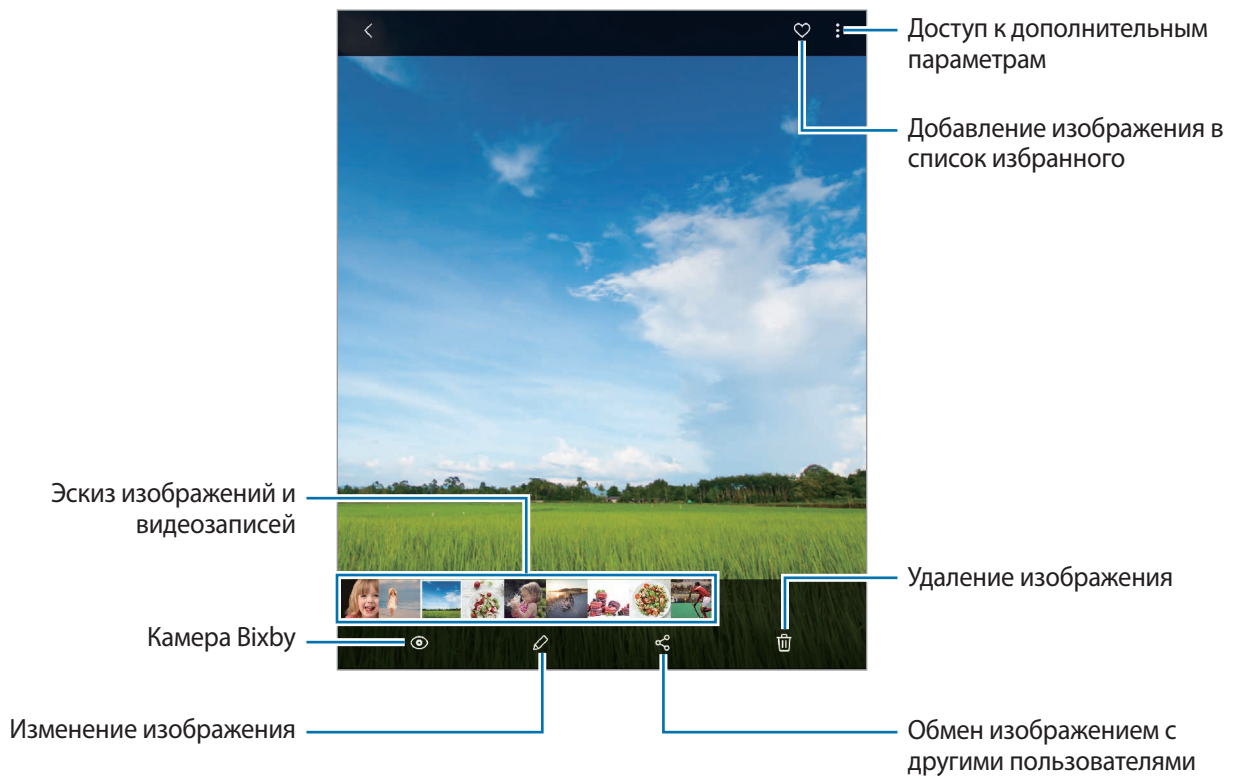 Доступ к дополнительным
параметрам
Добавление изображения в
список избранного
Эскиз изображений и
видеозаписей
Удаление изображения
Камера Bixby
Изменение изображения
Обмен изображением с
другими пользователями